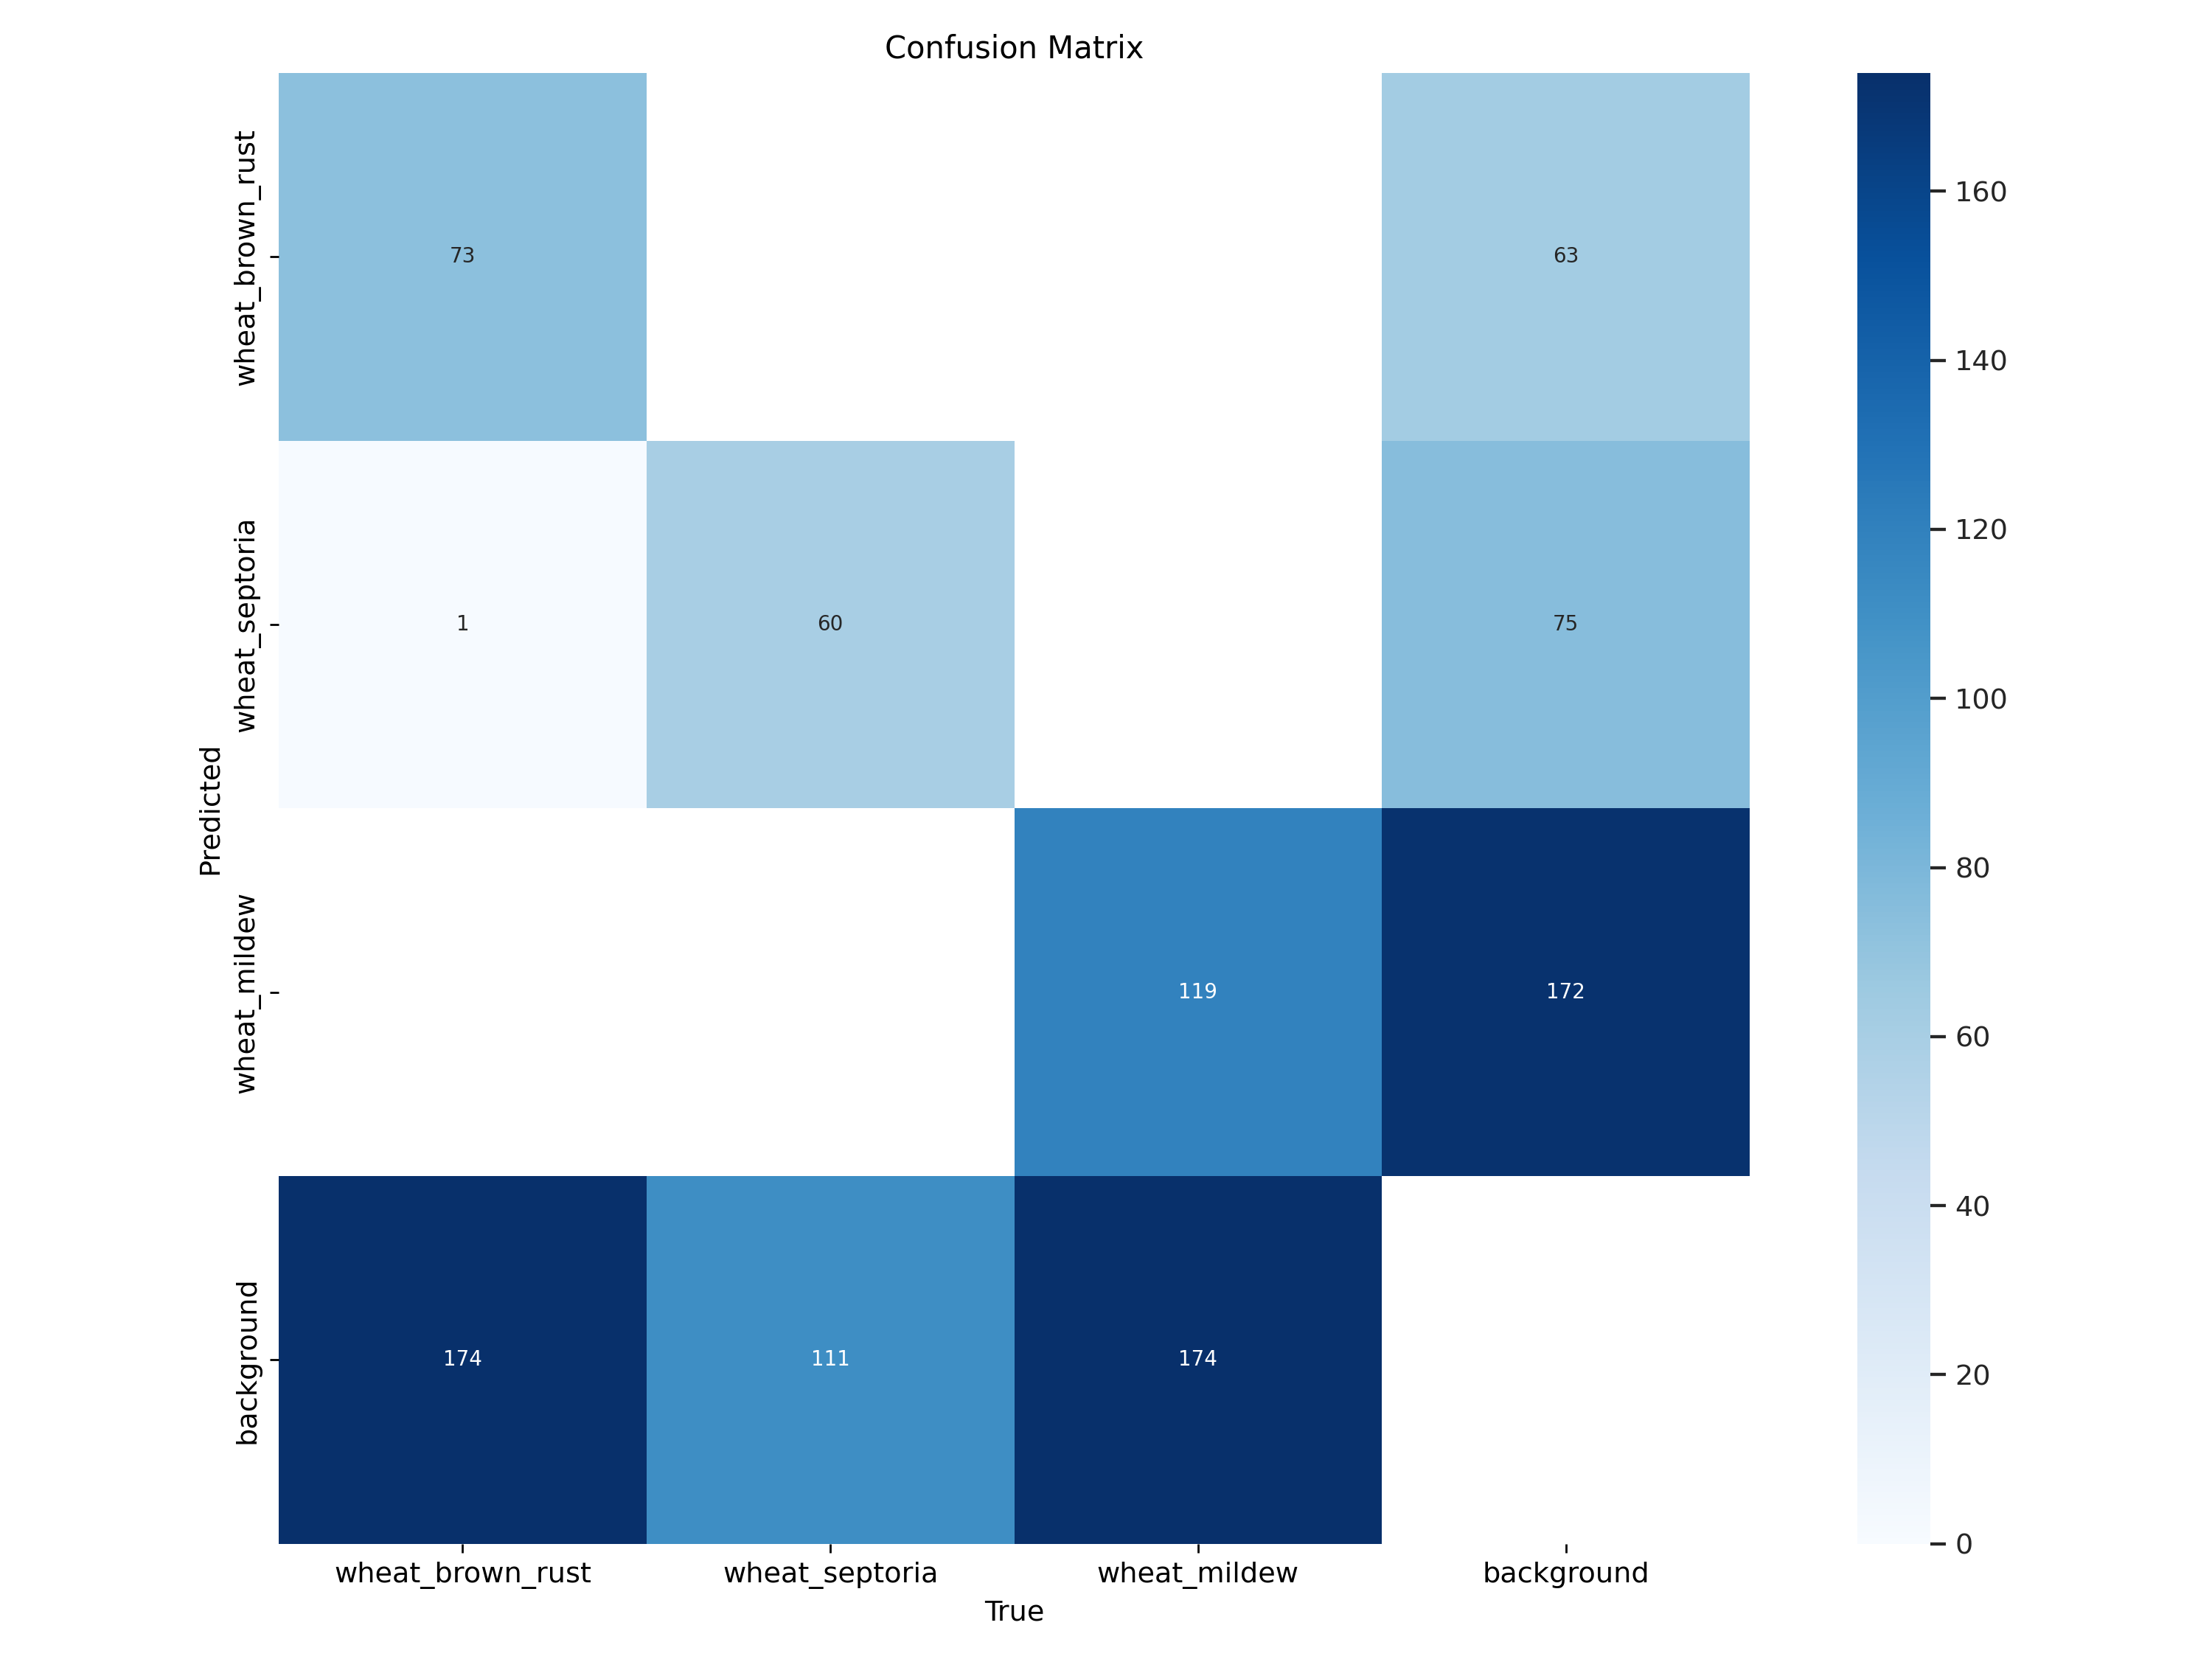 Confusion Matrix
wheat_brown_rust
73
63
160
140
wheat_septoria
1
60
75
120
100
Predicted
80
wheat_mildew
119
172
60
40
background
174
111
174
20
0
wheat_brown_rust
wheat_septoria
wheat_mildew
background
True